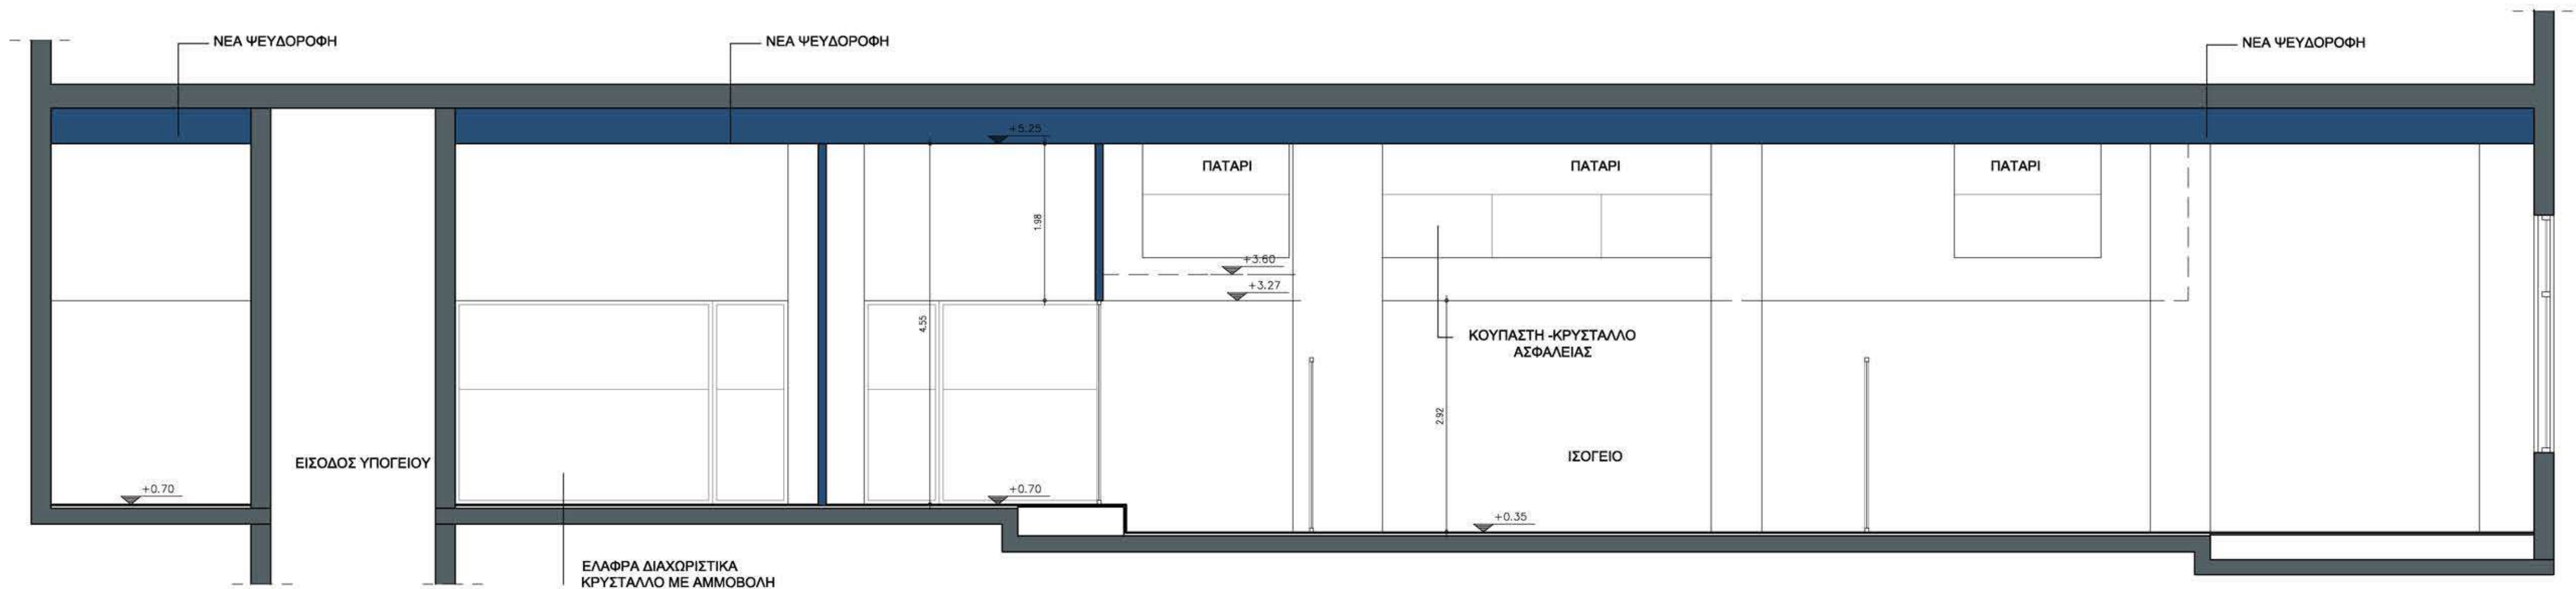 ΝΕΑ ΨΕΥΔΟΡΟΦΗ
ΝΕΑ ΨΕΥΔΟΡΟΦΗ
ΝΕΑ ΨΕΥΔΟΡΟΦΗ
+5.25
ΠΑΤΑΡΙ
ΠΑΤΑΡΙ
ΠΑΤΑΡΙ
1.98
+3.60
+3.27
4.55
ΚΟΥΠΑΣΤΗ -ΚΡΥΣΤΑΛΛΟ
ΑΣΦΑΛΕΙΑΣ
2.92
ΕΙΣΟΔΟΣ ΥΠΟΓΕΙΟΥ
ΙΣΟΓΕΙΟ
+0.70
+0.70
+0.35
ΕΛΑΦΡΑ ΔΙΑΧΩΡΙΣΤΙΚΑ
ΚΡΥΣΤΑΛΛΟ ΜΕ ΑΜΜΟΒΟΛΗ